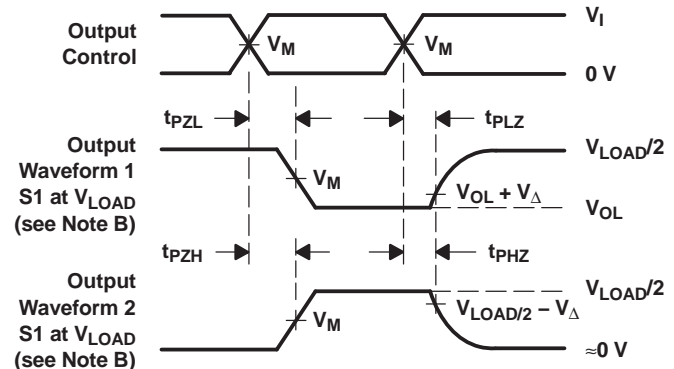 Output
Control
V_M
V_M
V_I
0 V
t_PZL
t_PLZ
Output
Waveform 1
S1 at V_LOAD
(see Note B)
V_M
V_OL + V_Δ
V_LOAD/2
V_OL
t_PZH
t_PHZ
Output
Waveform 2
S1 at V_LOAD
(see Note B)
V_M
V_LOAD/2 – V_Δ
V_LOAD/2
≈0 V